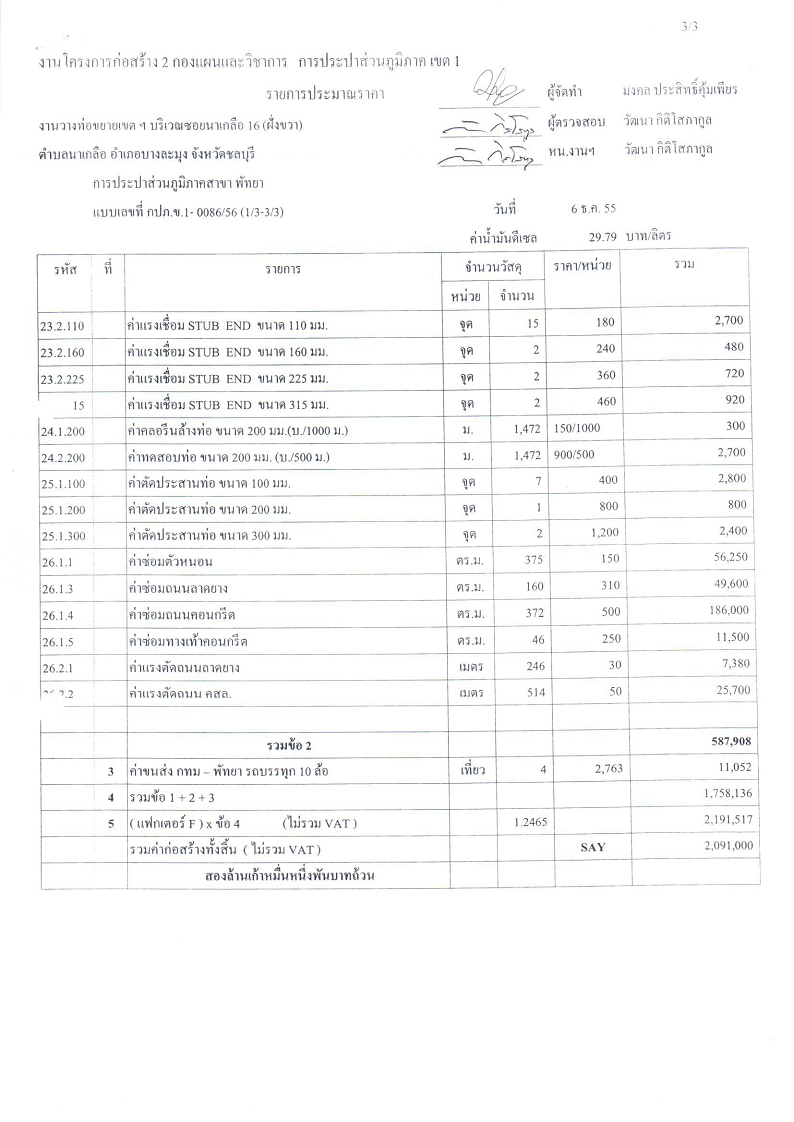 3/3
งานโครงการก่อสร้าง 2 กองแผนและวิชาการ การประปาส่วนภูมิภาค เขต 1
รายการประมาณราคา ผู้จัดทำ มงคล ประสิทธิ์คุ้มเพียร
งานวางท่อขยายเขต ฯ บริเวณซอยนาเกลือ 16 (ฝั่งขวา) ผู้ตรวจสอบ วัฒนา กิติโสภากูล
ตำบลนาเกลือ อำเภอบางละมุง จังหวัดชลบุรี หน.งานฯ วัฒนา กิติโสภากูล
การประปาส่วนภูมิภาคสาขา พัทยา
แบบเลขที่ กปภ.ข.1- 0086/56 (1/3-3/3) วันที่ 6 ธ.ค. 55
ค่าน้ำมันดีเซล 29.79 บาท/ลิตร
รหัส ที่ รายการ จำนวนวัสดุ ราคา/หน่วย รวม
หน่วย จำนวน
23.2.110 ค่าแรงเชื่อม STUB END ขนาด 110 มม. จุด 15 180 2,700
23.2.160 ค่าแรงเชื่อม STUB END ขนาด 160 มม. จุด 2 240 480
23.2.225 ค่าแรงเชื่อม STUB END ขนาด 225 มม. จุด 2 360 720
15 ค่าแรงเชื่อม STUB END ขนาด 315 มม. จุด 2 460 920
24.1.200 ค่าคลอรีนล้างท่อ ขนาด 200 มม.(บ./1000 ม.) ม. 1,472 150/1000 300
24.2.200 ค่าทดสอบท่อ ขนาด 200 มม. (บ./500 ม.) ม. 1,472 900/500 2,700
25.1.100 ค่าตัดประสานท่อ ขนาด 100 มม. จุด 7 400 2,800
25.1.200 ค่าตัดประสานท่อ ขนาด 200 มม. จุด 1 800 800
25.1.300 ค่าตัดประสานท่อ ขนาด 300 มม. จุด 2 1,200 2,400
26.1.1 ค่าซ่อมตัวหนอน ตร.ม. 375 150 56,250
26.1.3 ค่าซ่อมถนนลาดยาง ตร.ม. 160 310 49,600
26.1.4 ค่าซ่อมถนนคอนกรีต ตร.ม. 372 500 186,000
26.1.5 ค่าซ่อมทางเท้าคอนกรีต ตร.ม. 46 250 11,500
26.2.1 ค่าแรงตัดถนนลาดยาง เมตร 246 30 7,380
2.2 ค่าแรงตัดถนน คสล. เมตร 514 50 25,700
รวมข้อ 2 587,908
3 ค่าขนส่ง กทม – พัทยา รถบรรทุก 10 ล้อ เที่ยว 4 2,763 11,052
4 รวมข้อ 1 + 2 + 3 1,758,136
5 ( แฟกเตอร์ F ) x ข้อ 4 (ไม่รวม VAT ) 1.2465 2,191,517
รวมค่าก่อสร้างทั้งสิ้น ( ไม่รวม VAT ) SAY 2,091,000
สองล้านเก้าหมื่นหนึ่งพันบาทถ้วน